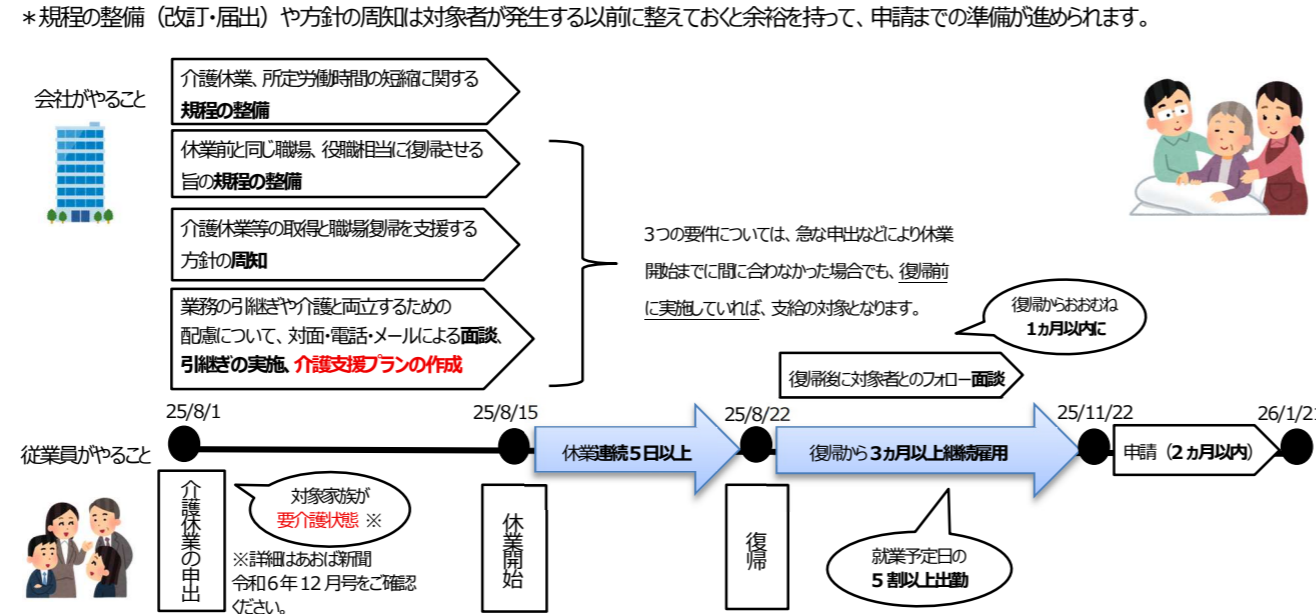 ＊規程の整備（改訂・届出）や方針の周知は対象者が発生する以前に整えておくと余裕を持って、申請までの準備が進められます。
会社がやること
介護休業、所定労働時間の短縮に関する
規程の整備
休業前と同じ職場、役職相当に復帰させる
旨の規程の整備
介護休業等の取得と職場復帰を支援する
方針の周知
業務の引継ぎや介護と両立するための
配慮について、対面・電話・メールによる面談、
引継ぎの実施、介護支援プランの作成
3つの要件については、急な申出などにより休業
開始までに間に合わなかった場合でも、復帰前
に実施していれば、支給の対象となります。
復帰からおおむね
1ヵ月以内に
復帰後に対象者とのフォロー面談
25/8/1
25/8/15
25/8/22
25/11/22
26/1/21
従業員がやること
休業連続5日以上
復帰から3ヵ月以上継続雇用
申請（2ヵ月以内）
介護休業の申出
対象家族が
要介護状態 ※
※詳細はあおば新聞
令和6年12月号をご確認
ください。
休業開始
復帰
就業予定日の
5割以上出勤